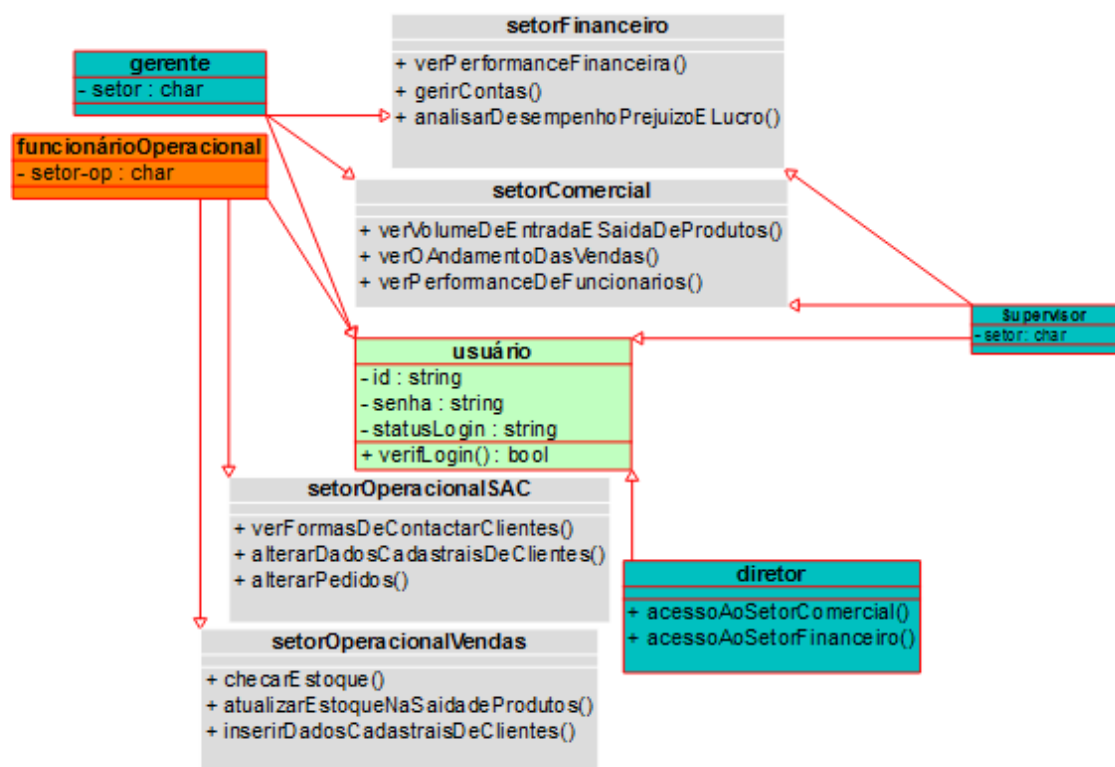 setorFinanceiro
+ verPerformanceFinanceira()
+ gerirContas()
+ analisarDesempenhoPrejuizoELucro()
gerente
- setor : char
funcionárioOperacional
- setor-op : char
setorComercial
+ verVolumeDeEntradaESaidaDeProdutos()
+ verOAndamentoDasVendas()
+ verPerformanceDeFuncionarios()
Supervisor
- setor: char
usuário
- id : string
- senha : string
- statusLogin : string
+ verifLogin() : bool
setorOperacionalSAC
+ verFormasDeContactarClientes()
+ alterarDadosCadastraisDeClientes()
+ alterarPedidos()
diretor
+ acessoAoSetorComercial()
+ acessoAoSetorFinanceiro()
setorOperacionalVendas
+ checarEstoque()
+ atualizarEstoqueNaSaidadeProdutos()
+ inserirDadosCadastraisDeClientes()